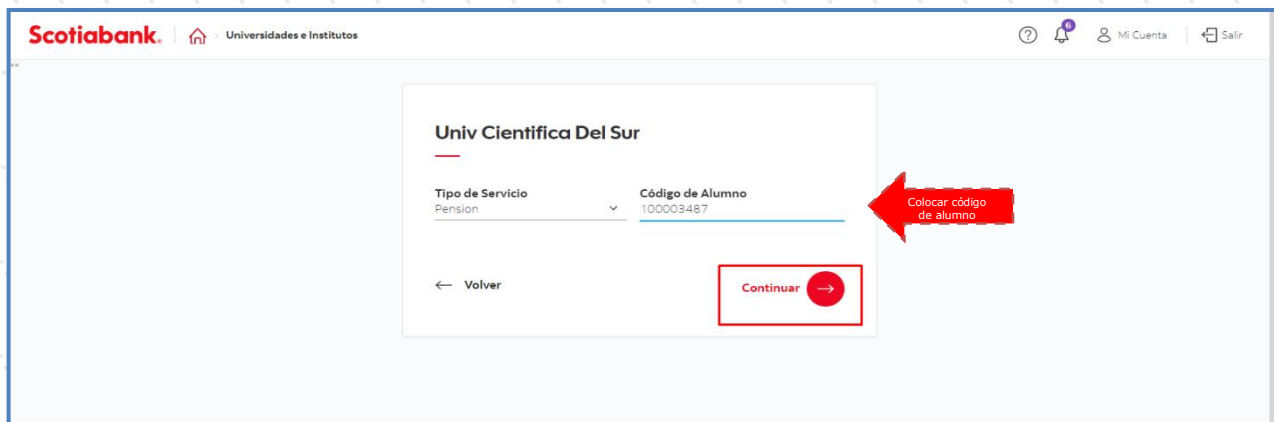 Scotiabank. Universidades e Institutos 6 Mi Cuenta Salir
Univ Cientifica Del Sur
Tipo de Servicio Código de Alumno
Pension 100003487
Colocar código
de alumno
Volver Continuar